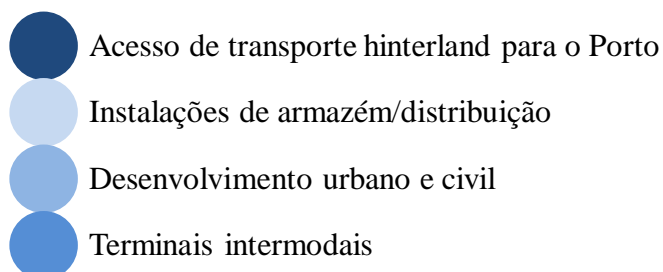 Acesso de transporte hinterland para o Porto
Instalações de armazém/distribuição
Desenvolvimento urbano e civil
Terminais intermodais